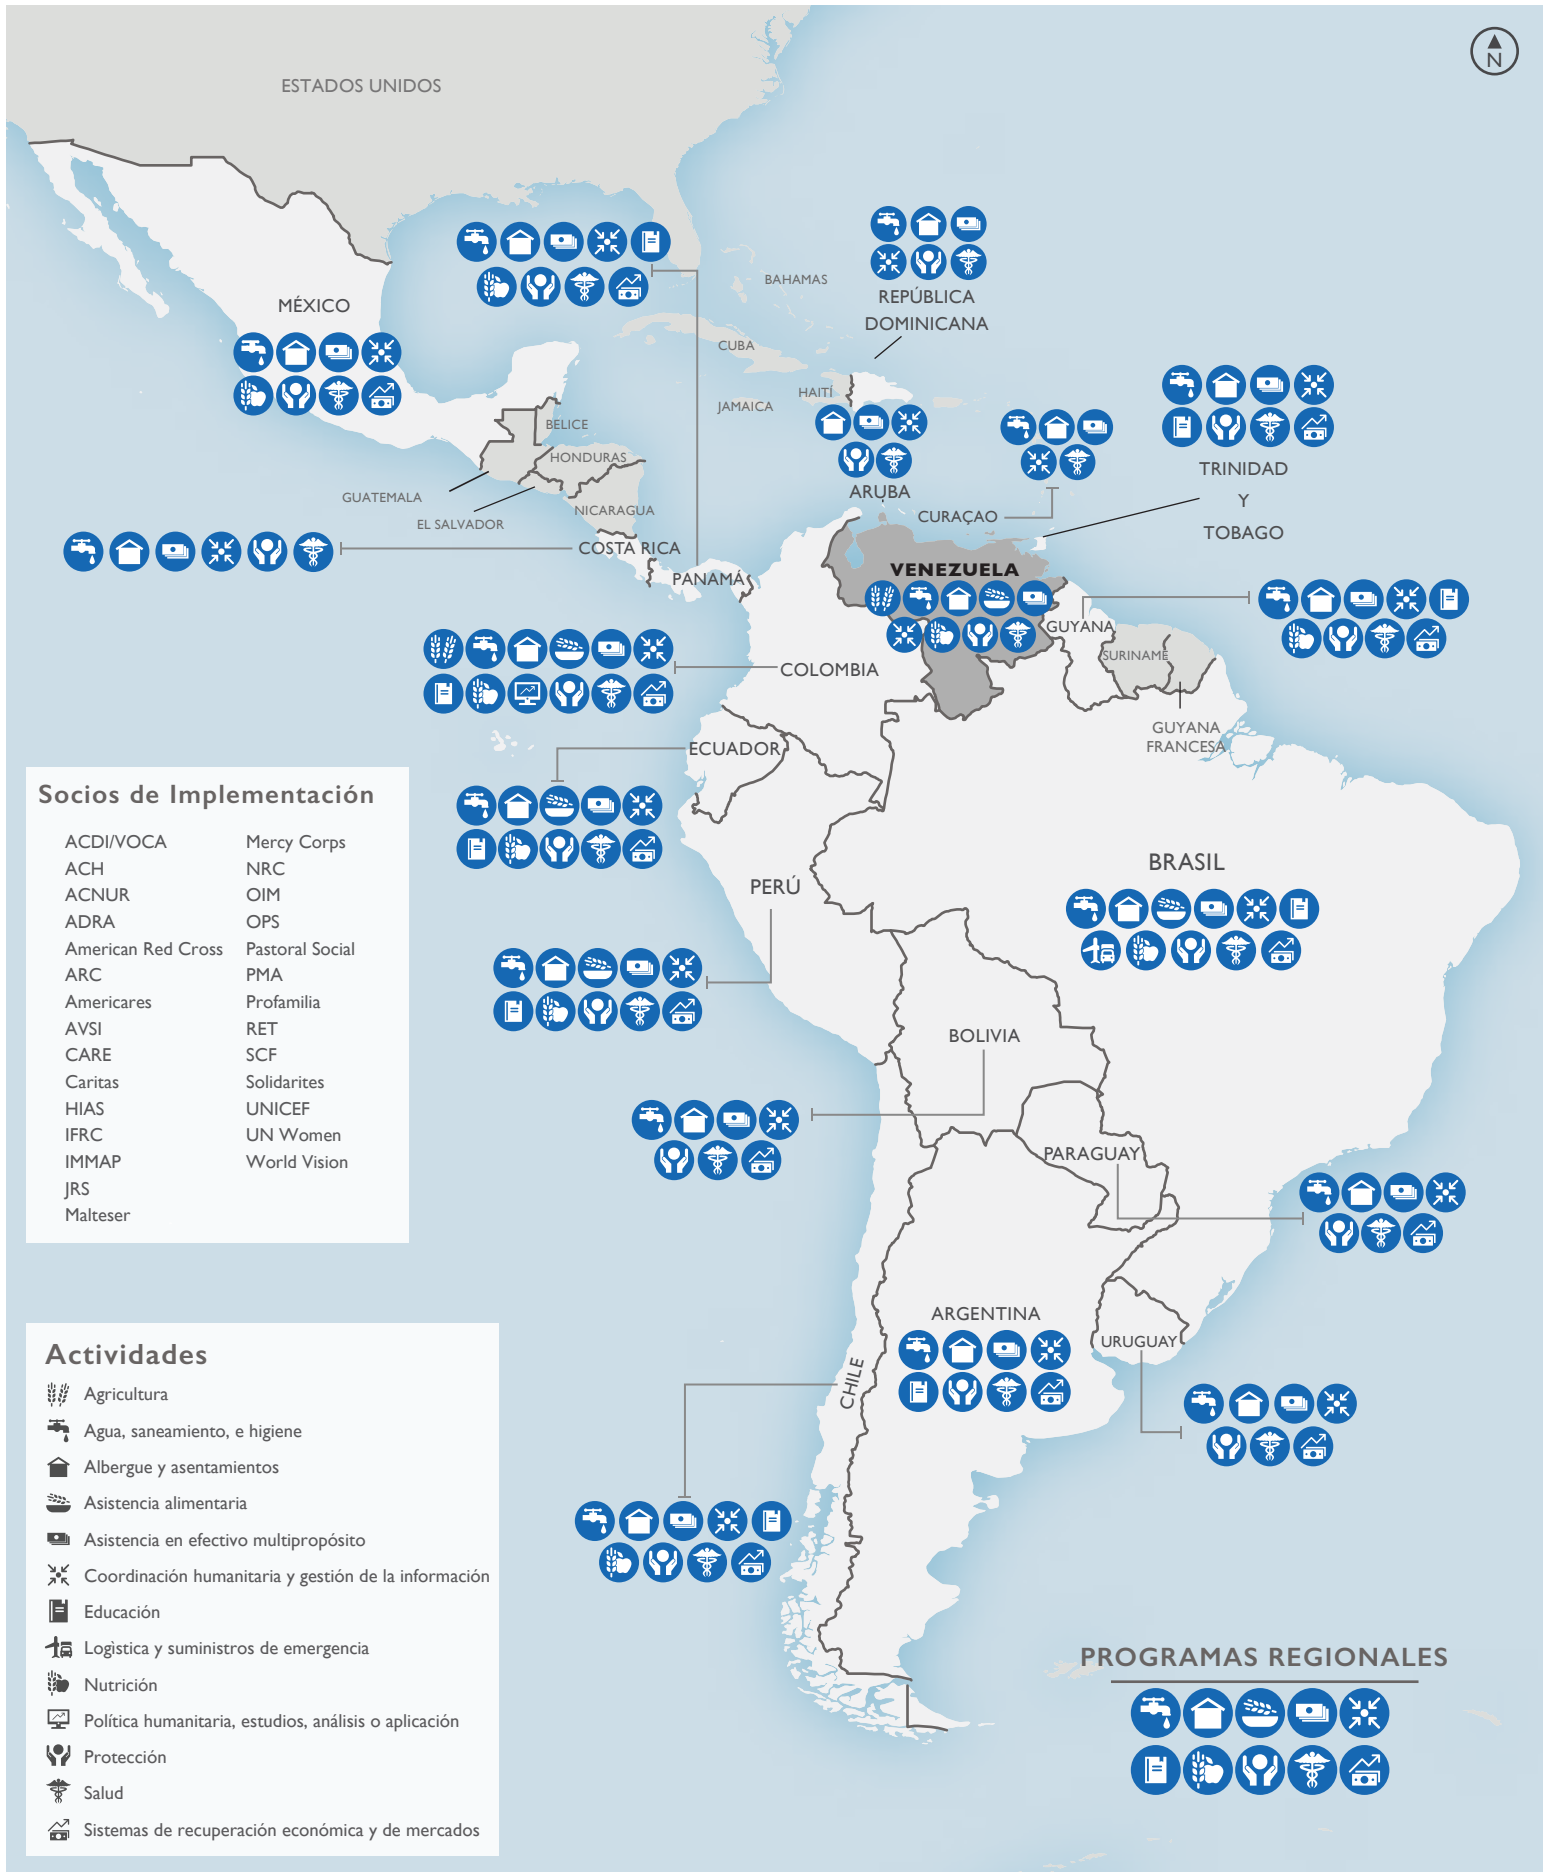 N
ESTADOS UNIDOS
MÉXICO
BAHAMAS
REPÚBLICA
DOMINICANA
CUBA
HAITÍ
JAMAICA
BELICE
HONDURAS
GUATEMALA
EL SALVADOR
NICARAGUA
ARUBA
CURAÇAO
TRINIDAD
Y
TOBAGO
COSTA RICA
PANAMÁ
VENEZUELA
GUYANA
SURINAME
GUYANA
FRANCESA
COLOMBIA
ECUADOR
PERÚ
BRASIL
BOLIVIA
PARAGUAY
ARGENTINA
URUGUAY
CHILE
Socios de Implementación
ACDI/VOCA
ACH
ACNUR
ADRA
American Red Cross
ARC
Americares
AVSI
CARE
Caritas
HIAS
IFRC
IMMAP
JRS
Malteser
Mercy Corps
NRC
OIM
OPS
Pastoral Social
PMA
Profamilia
RET
SCF
Solidarites
UNICEF
UN Women
World Vision
Actividades
Agricultura
Agua, saneamiento, e higiene
Albergue y asentamientos
Asistencia alimentaria
Asistencia en efectivo multipropósito
Coordinación humanitaria y gestión de la información
Educación
Logìstica y suministros de emergencia
Nutrición
Política humanitaria, estudios, análisis o aplicación
Protección
Salud
Sistemas de recuperación económica y de mercados
PROGRAMAS REGIONALES